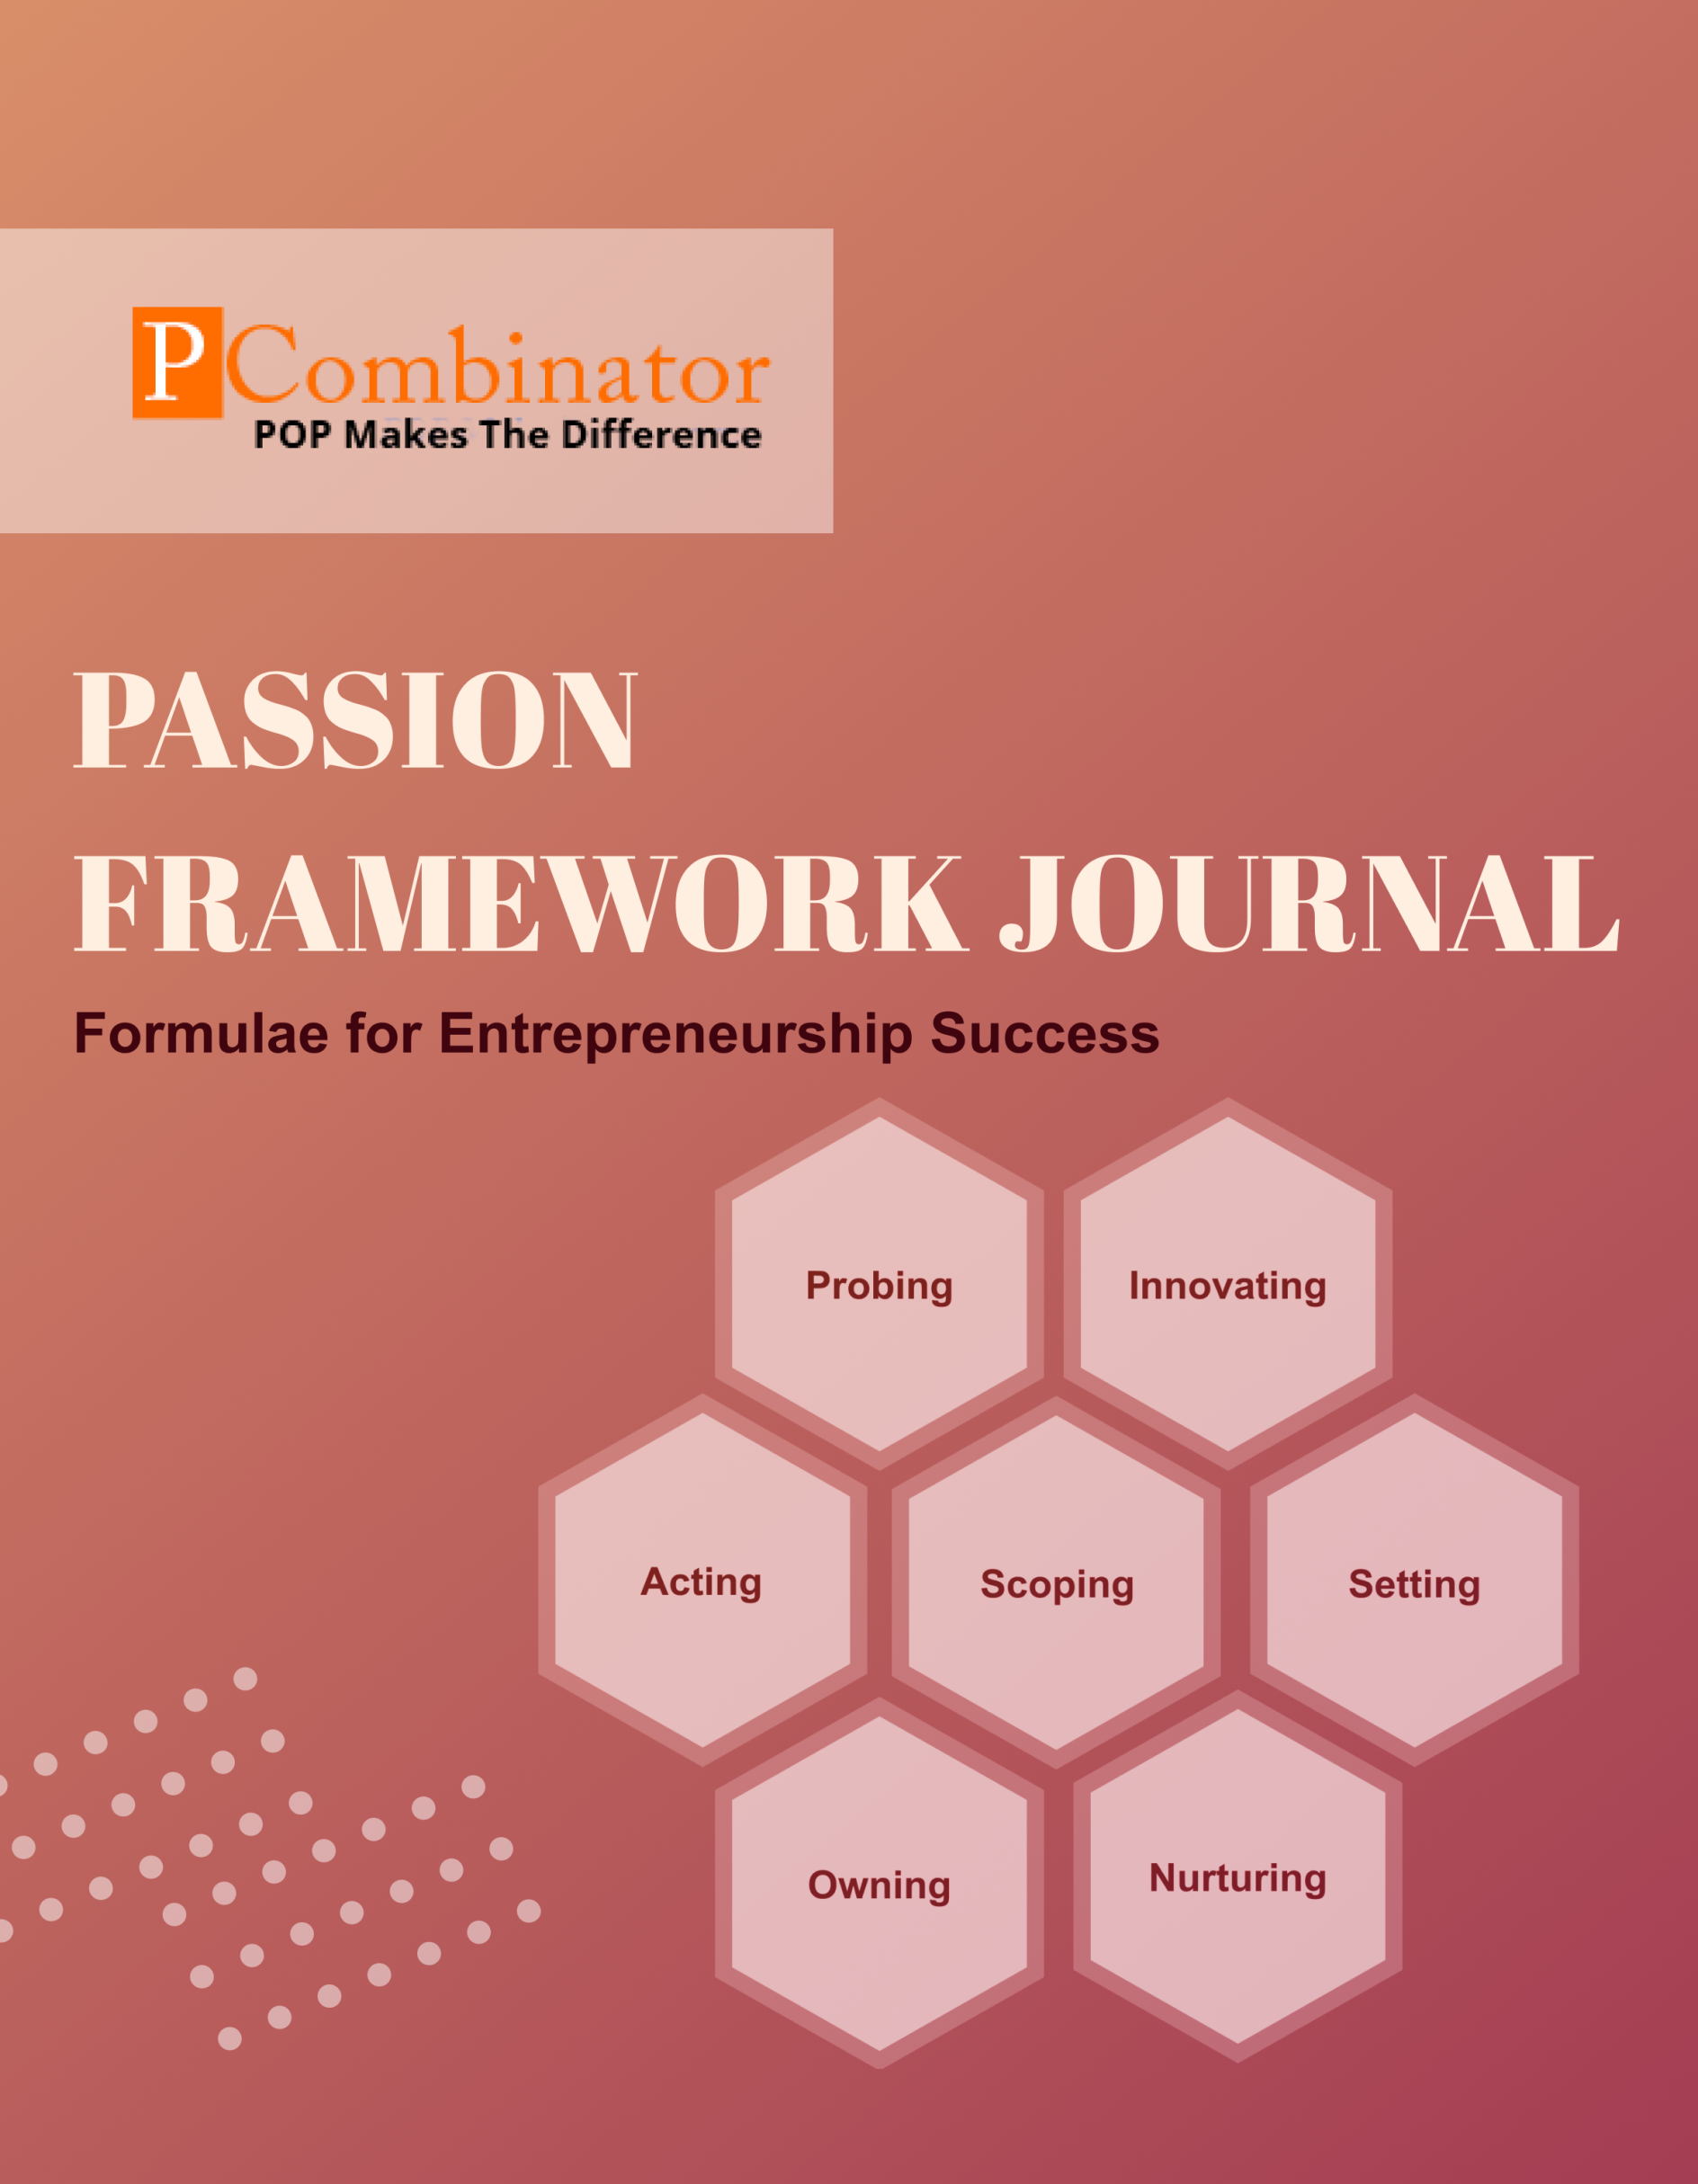 PCombinator
POP Makes The Difference
PASSION
FRAMEWORK JOURNAL
Formulae for Entrepreneurship Success
Probing
Innovating
Acting
Scoping
Setting
Owning
Nurturing